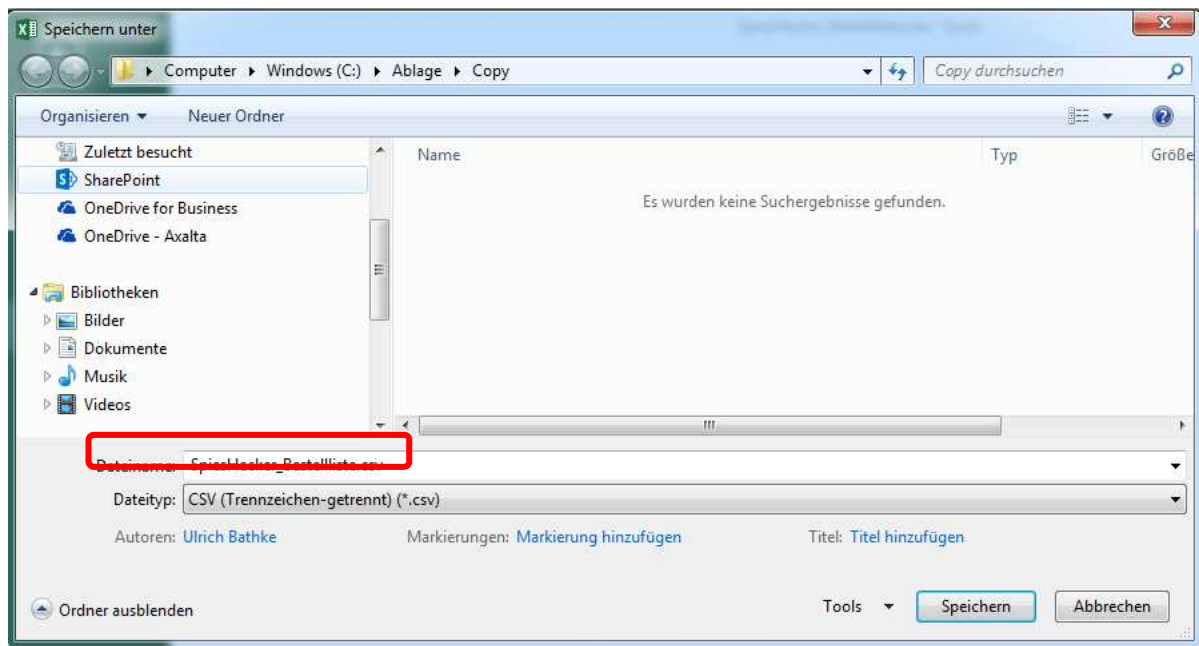 Speichern unter
Computer Windows (C:) Ablage Copy
Copy durchsuchen
Organisieren Neuer Ordner
Zuletzt besucht
SharePoint
OneDrive for Business
OneDrive - Axalta
Bibliotheken
Bilder
Dokumente
Musik
Videos
Name Typ Größe
Es wurden keine Suchergebnisse gefunden.
Dateiname:
Dateityp: CSV (Trennzeichen-getrennt) (*.csv)
Autoren: Ulrich Bathke Markierungen: Markierung hinzufügen Titel: Titel hinzufügen
Ordner ausblenden
Tools Speichern Abbrechen